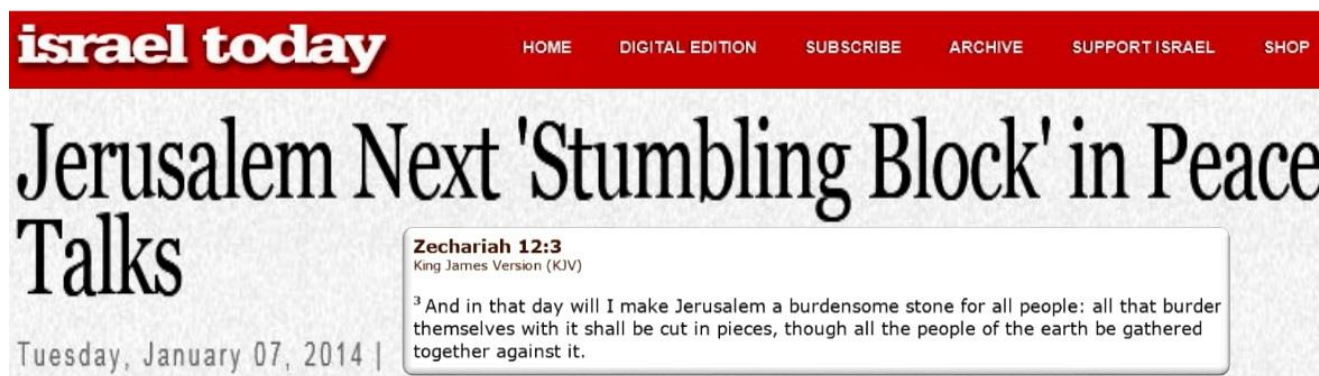 israel today
HOME DIGITAL EDITION SUBSCRIBE ARCHIVE SUPPORT ISRAEL SHOP
Jerusalem Next 'Stumbling Block' in Peace
Talks
Tuesday, January 07, 2014 |
Zechariah 12:3
King James Version (KJV)
3 And in that day will I make Jerusalem a burdensome stone for all people: all that burder
themselves with it shall be cut in pieces, though all the people of the earth be gathered
together against it.